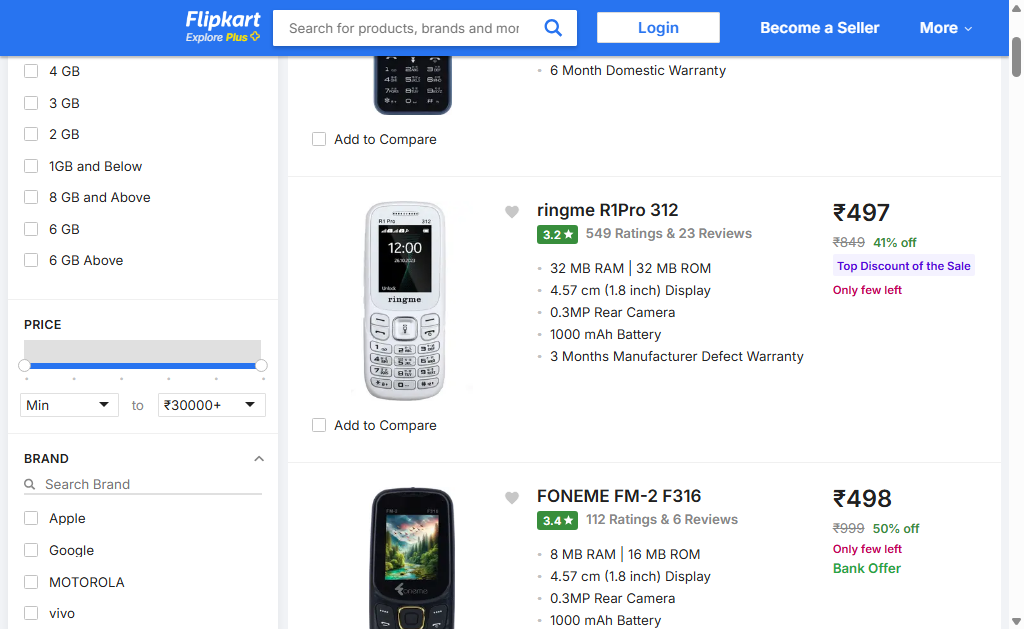 Flipkart
Explore Plus
Search for products, brands and mor
Login
Become a Seller
More
4 GB
3 GB
2 GB
1GB and Below
8 GB and Above
6 GB
6 GB Above
PRICE
Min
to
₹30000+
BRAND
Search Brand
Apple
Google
MOTOROLA
vivo
6 Month Domestic Warranty
Add to Compare
R1 Pro 312
12:00
Unlock
ringme
ringme R1Pro 312
3.2★ 549 Ratings & 23 Reviews
32 MB RAM | 32 MB ROM
4.57 cm (1.8 inch) Display
0.3MP Rear Camera
1000 mAh Battery
3 Months Manufacturer Defect Warranty
₹497
₹849 41% off
Top Discount of the Sale
Only few left
Add to Compare
FONEME FM-2 F316
3.4★ 112 Ratings & 6 Reviews
8 MB RAM | 16 MB ROM
4.57 cm (1.8 inch) Display
0.3MP Rear Camera
1000 mAh Battery
₹498
₹999 50% off
Only few left
Bank Offer